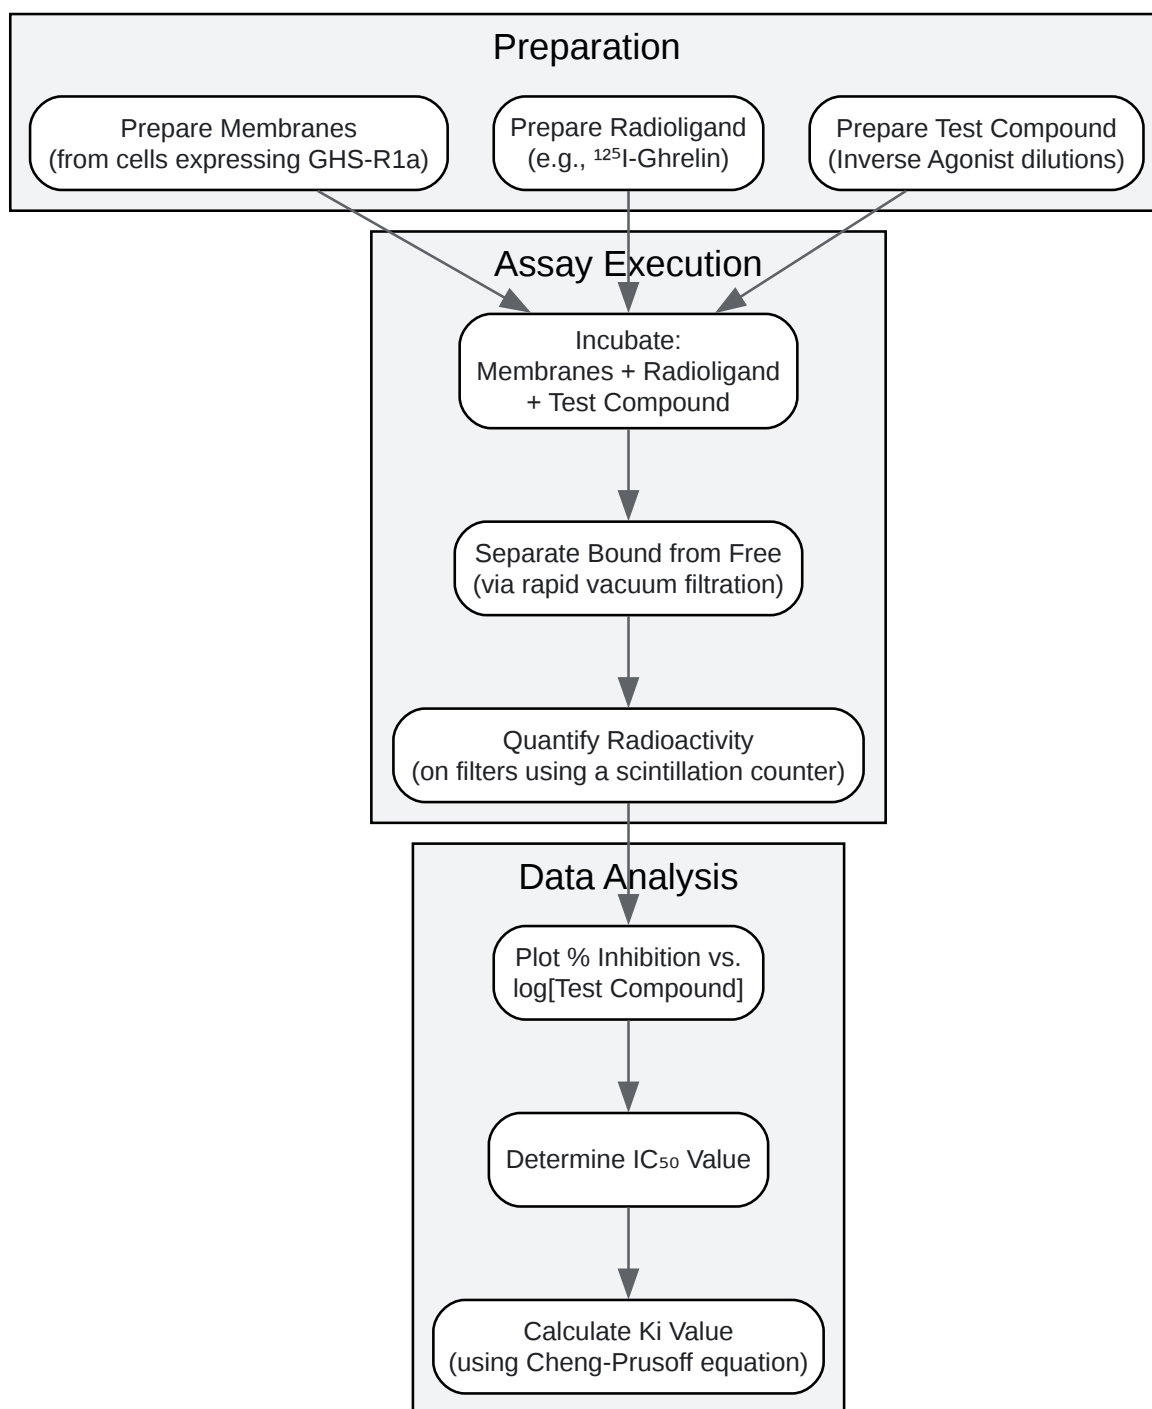 Preparation
Prepare Membranes
(from cells expressing GHS-R1a)
Prepare Radioligand
(e.g., ¹²⁵I-Ghrelin)
Prepare Test Compound
(Inverse Agonist dilutions)
Assay Execution
Incubate:
Membranes + Radioligand
+ Test Compound
Separate Bound from Free
(via rapid vacuum filtration)
Quantify Radioactivity
(on filters using a scintillation counter)
Data Analysis
Plot % Inhibition vs.
log[Test Compound]
Determine IC₅₀ Value
Calculate Ki Value
(using Cheng-Prusoff equation)